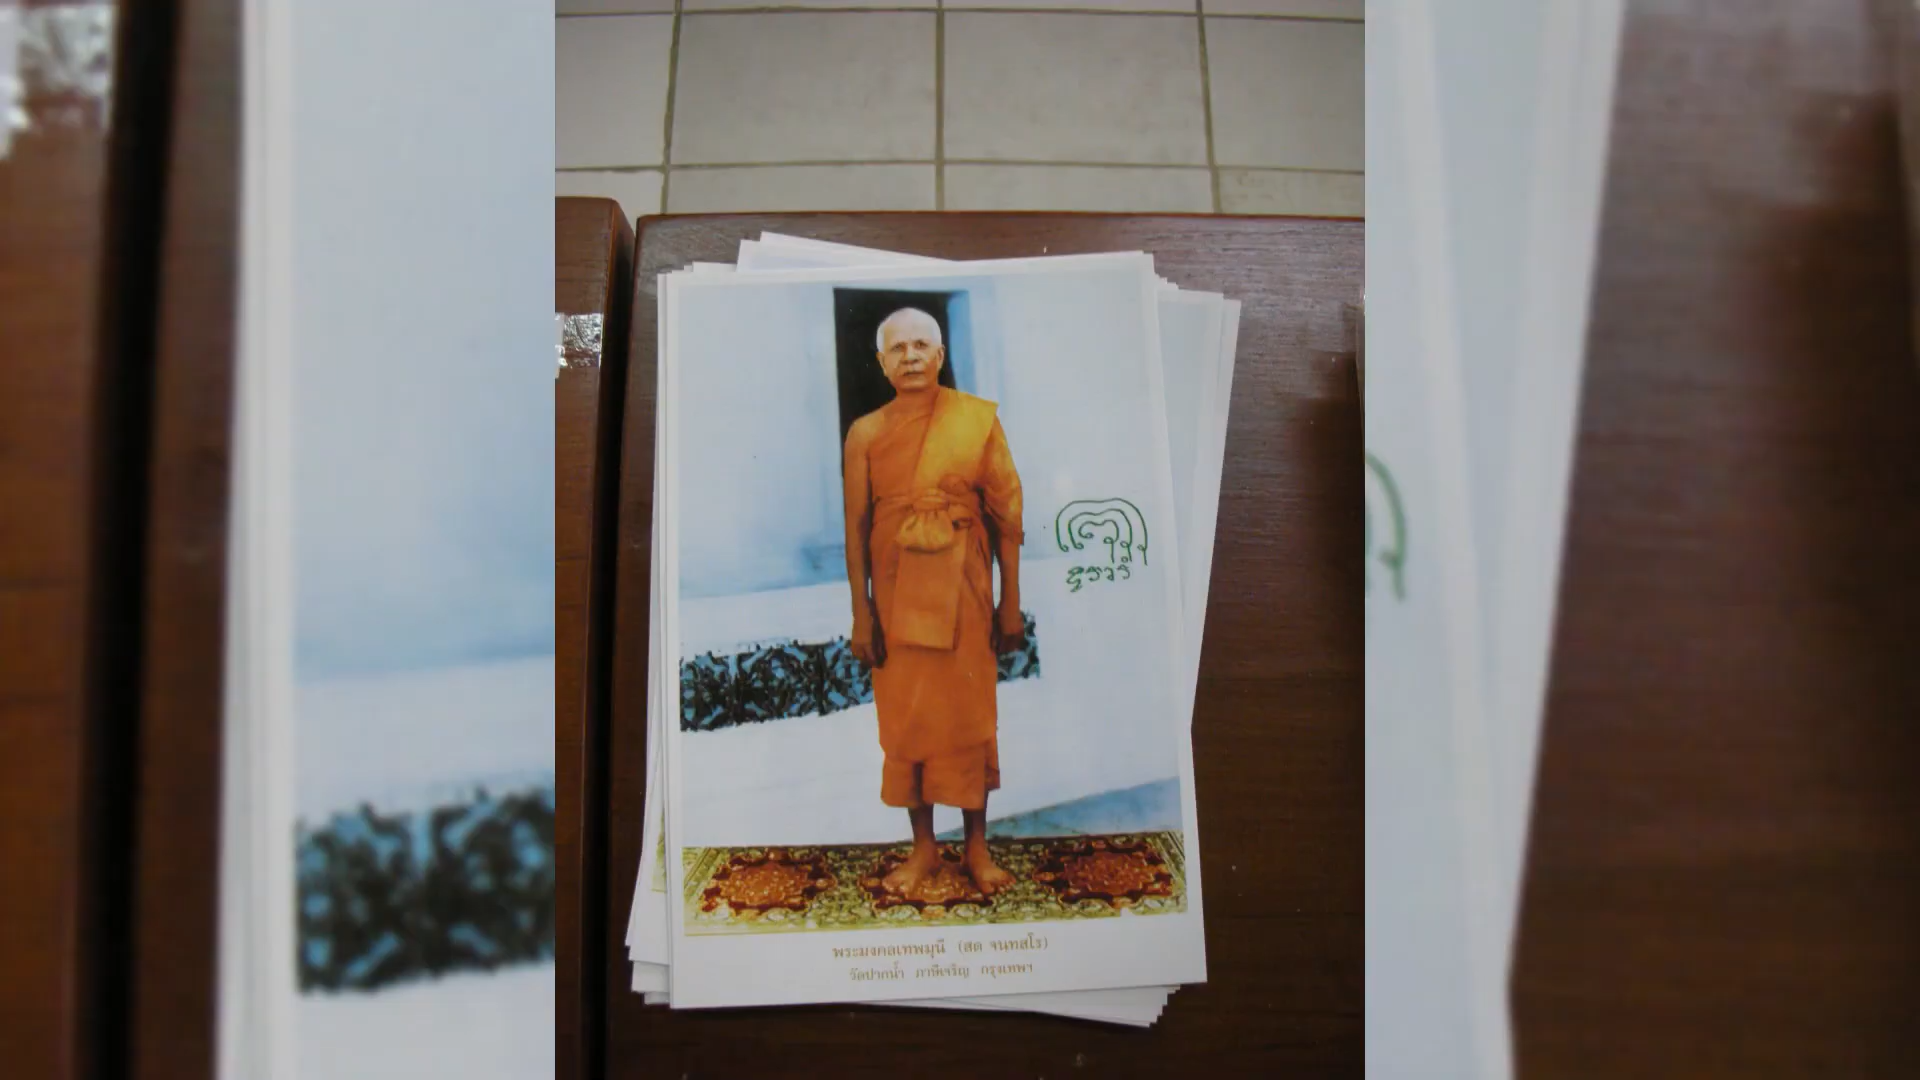 พระมงคลเทพมุนี (สด จนฺทสโร)
วัดปากน้ำ ภาษีเจริญ กรุงเทพฯ